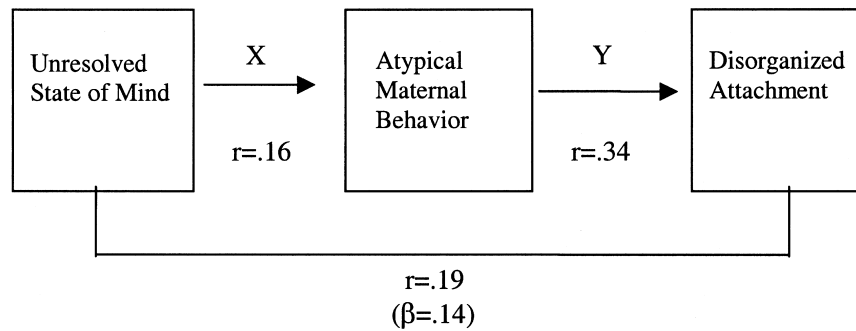 Unresolved
State of Mind
X
r=.16
Atypical
Maternal
Behavior
Y
r=.34
Disorganized
Attachment
r=.19
(β=.14)